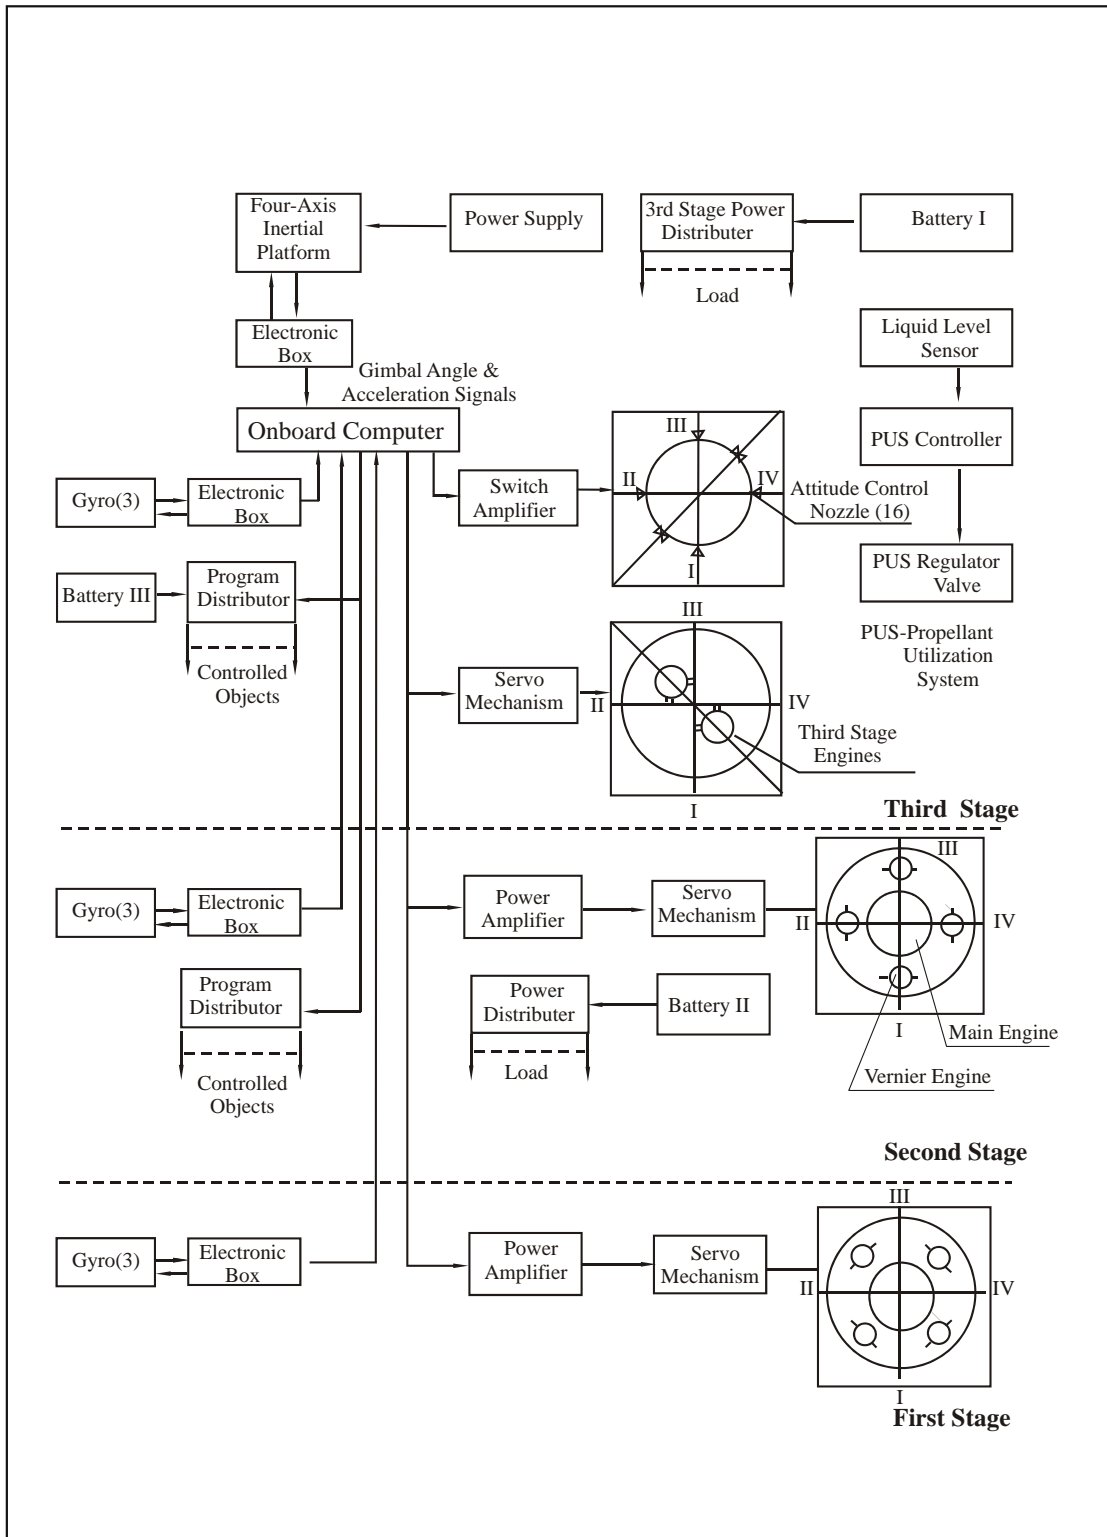 Four-Axis
Inertial
Platform
Power Supply
3rd Stage Power
Distributer
Battery I
Load
Electronic
Box
Liquid Level
Sensor
Gimbal Angle &
Acceleration Signals
Onboard Computer
III
II
IV
I
PUS Controller
Gyro(3)
Electronic
Box
Switch
Amplifier
Attitude Control
Nozzle (16)
Battery III
Program
Distributor
PUS Regulator
Valve
Controlled
Objects
Servo
Mechanism
III
II
IV
I
PUS-Propellant
Utilization
System
Third Stage
Engines
Third Stage
Gyro(3)
Electronic
Box
Power
Amplifier
Servo
Mechanism
III
II
IV
I
Program
Distributor
Power
Distributer
Battery II
Main Engine
Load
Vernier Engine
Controlled
Objects
Second Stage
III
Gyro(3)
Electronic
Box
Power
Amplifier
Servo
Mechanism
II
IV
I
First Stage